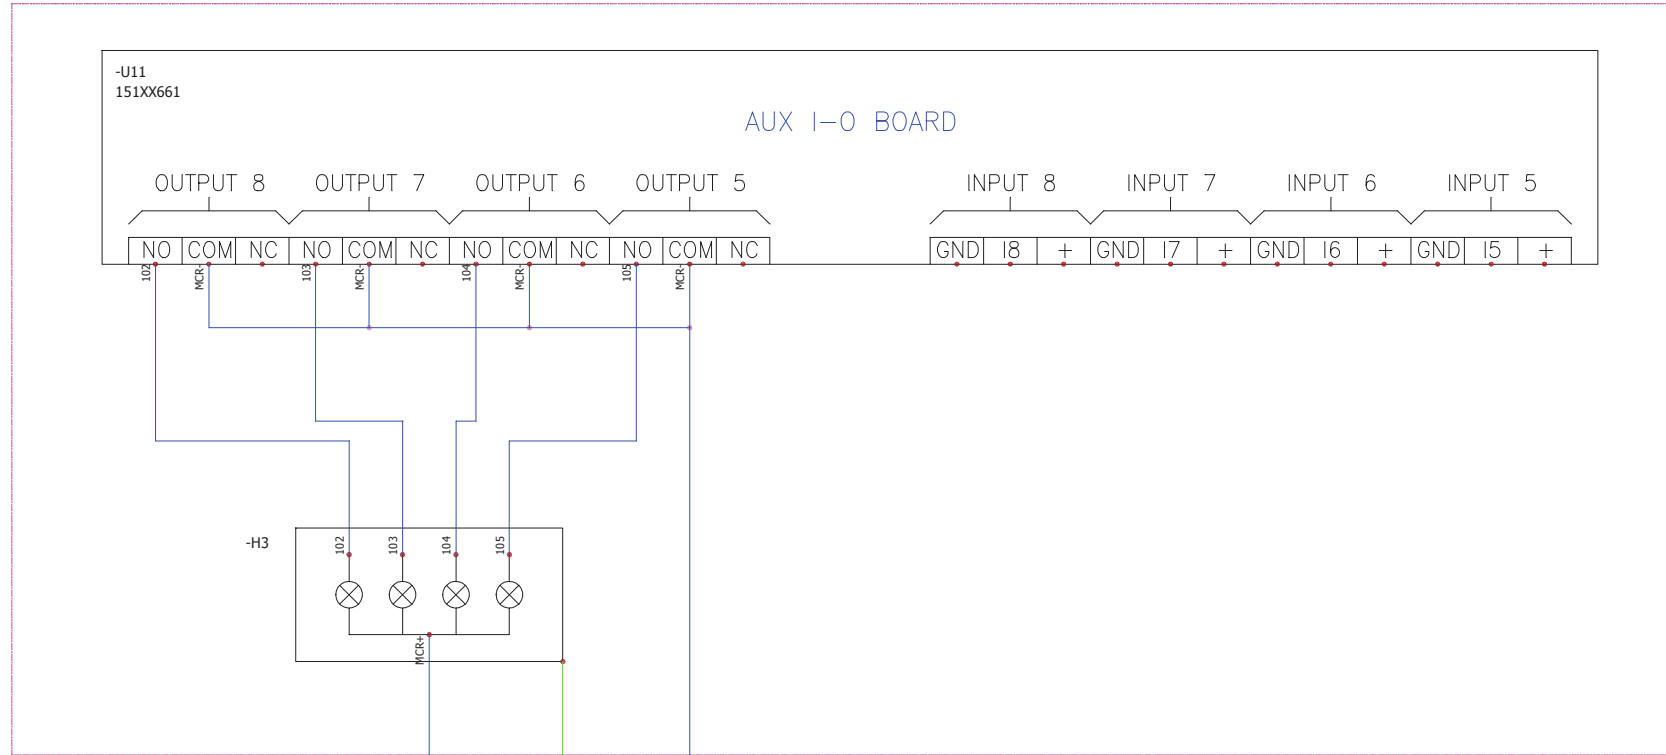 -U11
151XX661
AUX I-O BOARD
OUTPUT 8 OUTPUT 7 OUTPUT 6 OUTPUT 5 INPUT 8 INPUT 7 INPUT 6 INPUT 5
NO COM NC NO COM NC NO COM NC NO COM NC GND I8 + GND I7 + GND I6 + GND I5 +
102 MCR- 103 MCR- 104 MCR- 105 MCR-
-H3
102 103 104 105
MCR+